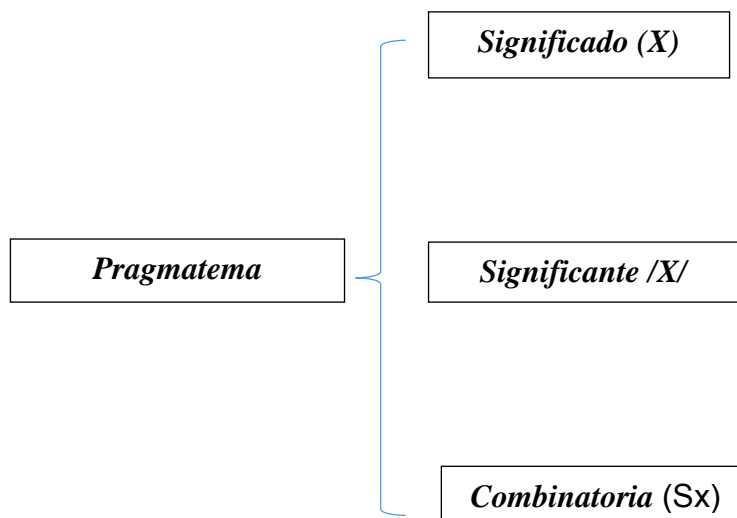 Significado (X)
Pragmatema
Significante /X/
Combinatoria (Sx)